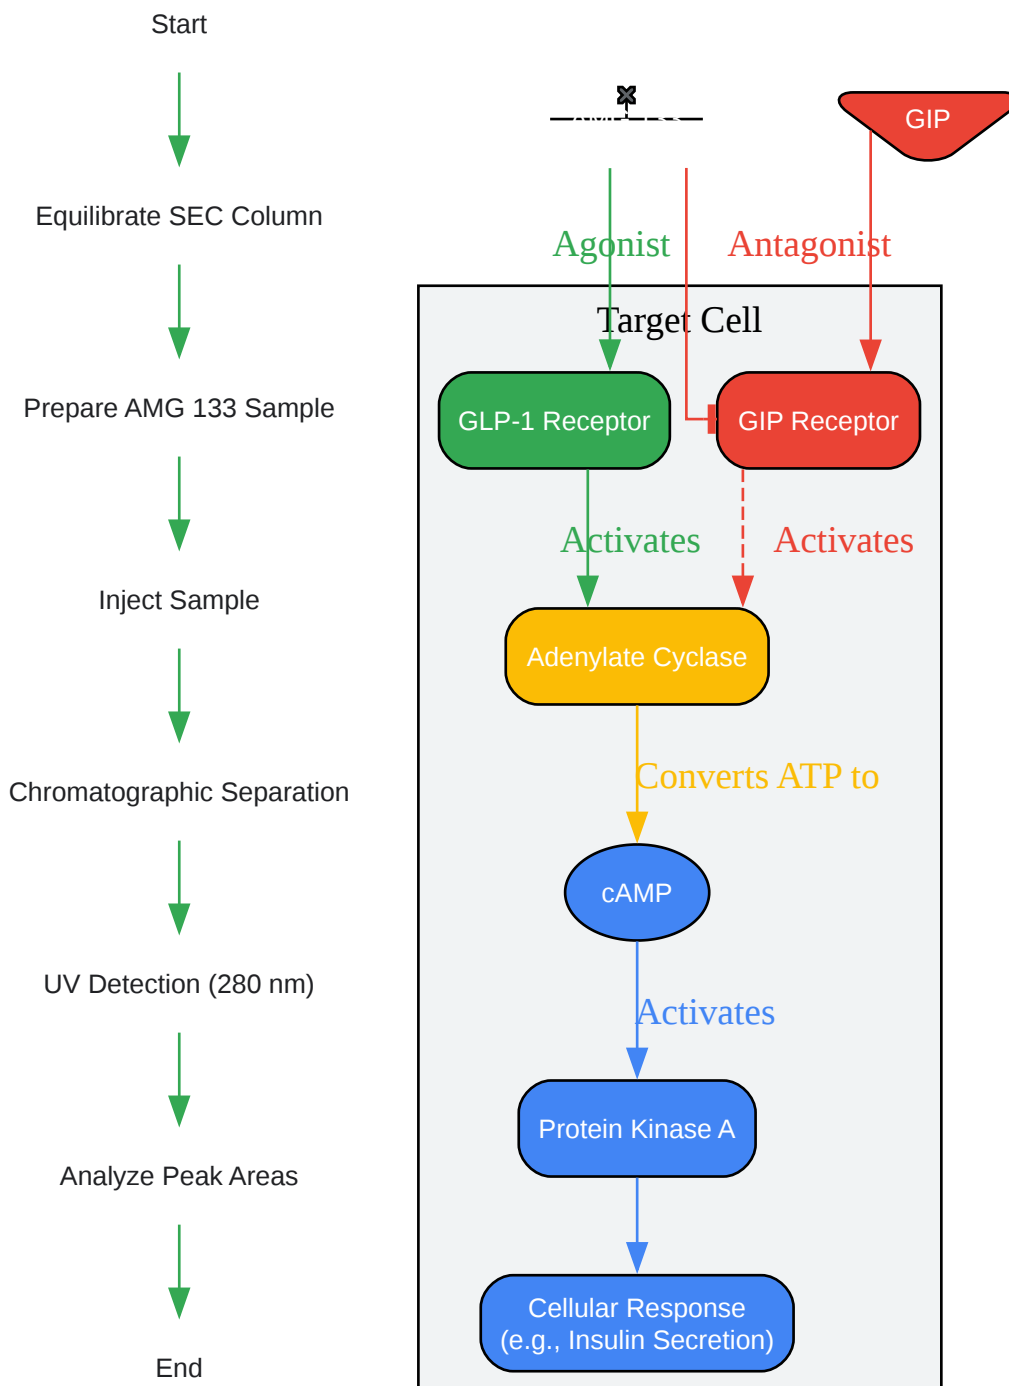 Start
Equilibrate SEC Column
Prepare AMG 133 Sample
Inject Sample
Chromatographic Separation
UV Detection (280 nm)
Analyze Peak Areas
End
GIP
Agonist
Antagonist
Target Cell
GLP-1 Receptor
GIP Receptor
Activates
Activates
Adenylate Cyclase
Converts ATP to
cAMP
Activates
Protein Kinase A
Cellular Response
(e.g., Insulin Secretion)